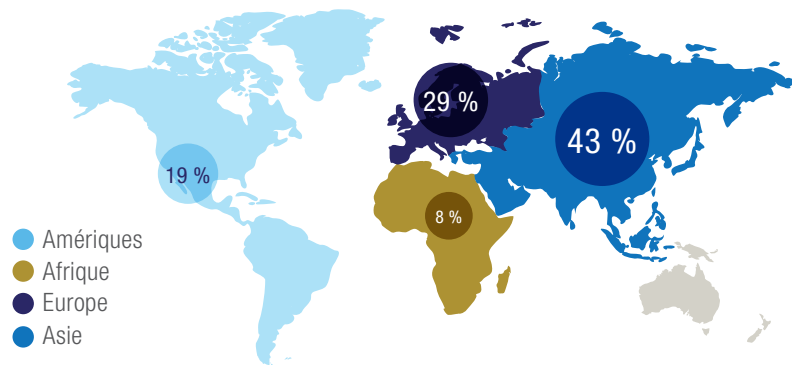 29 %
43 %
19 %
8 %
Amériques
Afrique
Europe
Asie